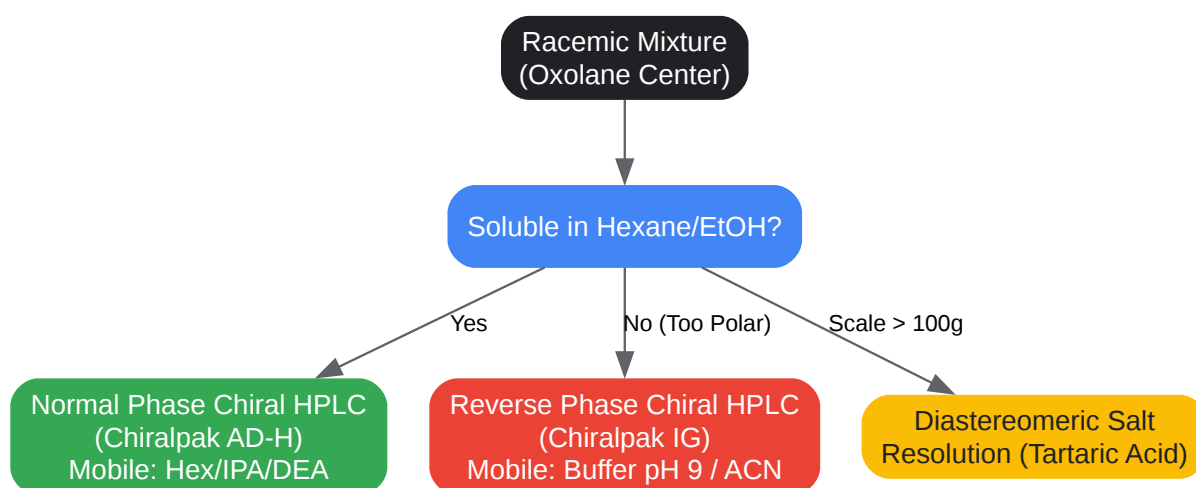 Racemic Mixture
(Oxolane Center)
Soluble in Hexane/EtOH?
Yes
No (Too Polar)
Scale > 100g
Normal Phase Chiral HPLC
(Chiralpak AD-H)
Mobile: Hex/IPA/DEA
Reverse Phase Chiral HPLC
(Chiralpak IG)
Mobile: Buffer pH 9 / ACN
Diastereomeric Salt
Resolution (Tartaric Acid)